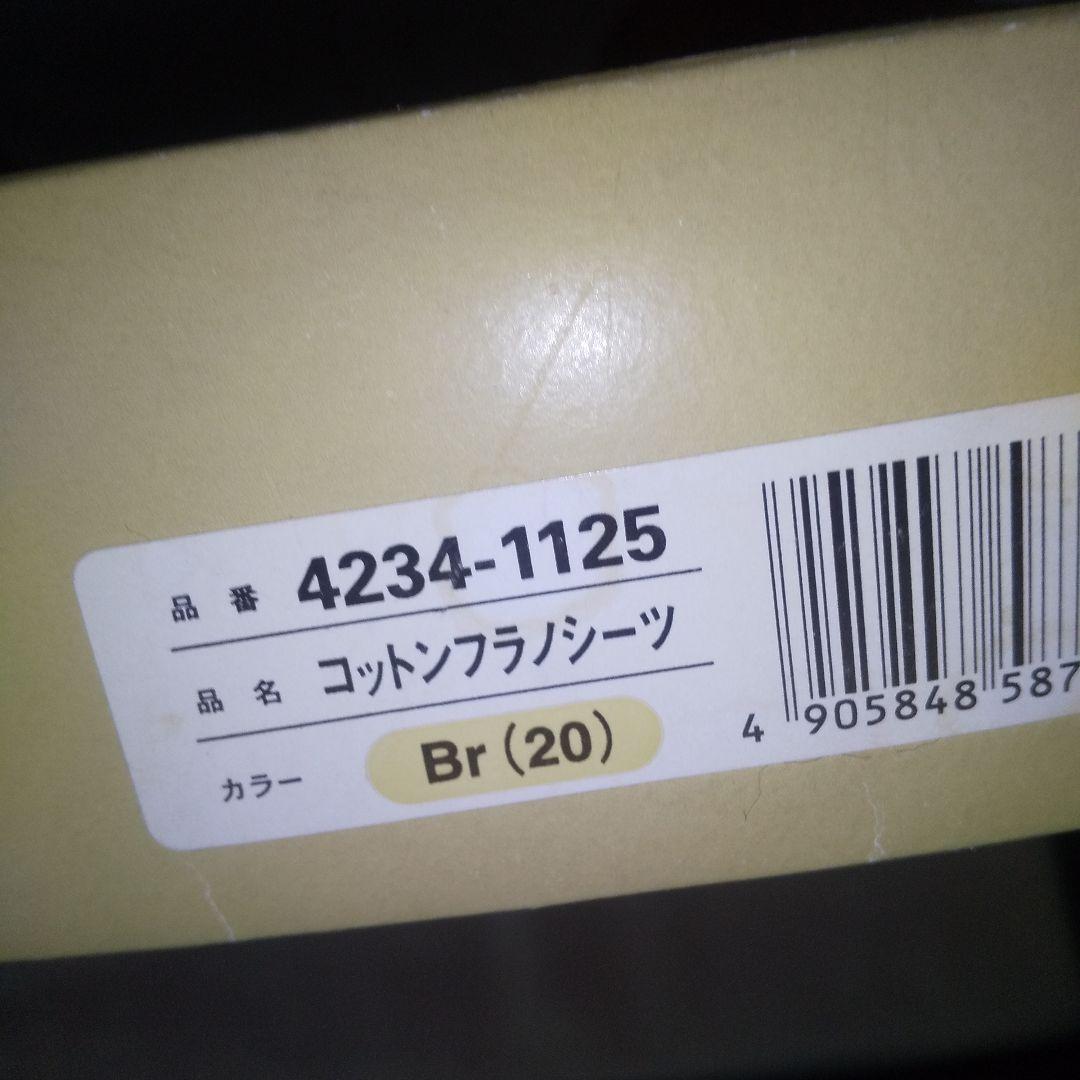 品番 4234-1125
品名 コットンフラノシーツ
カラー Br(20)
4 905848 587